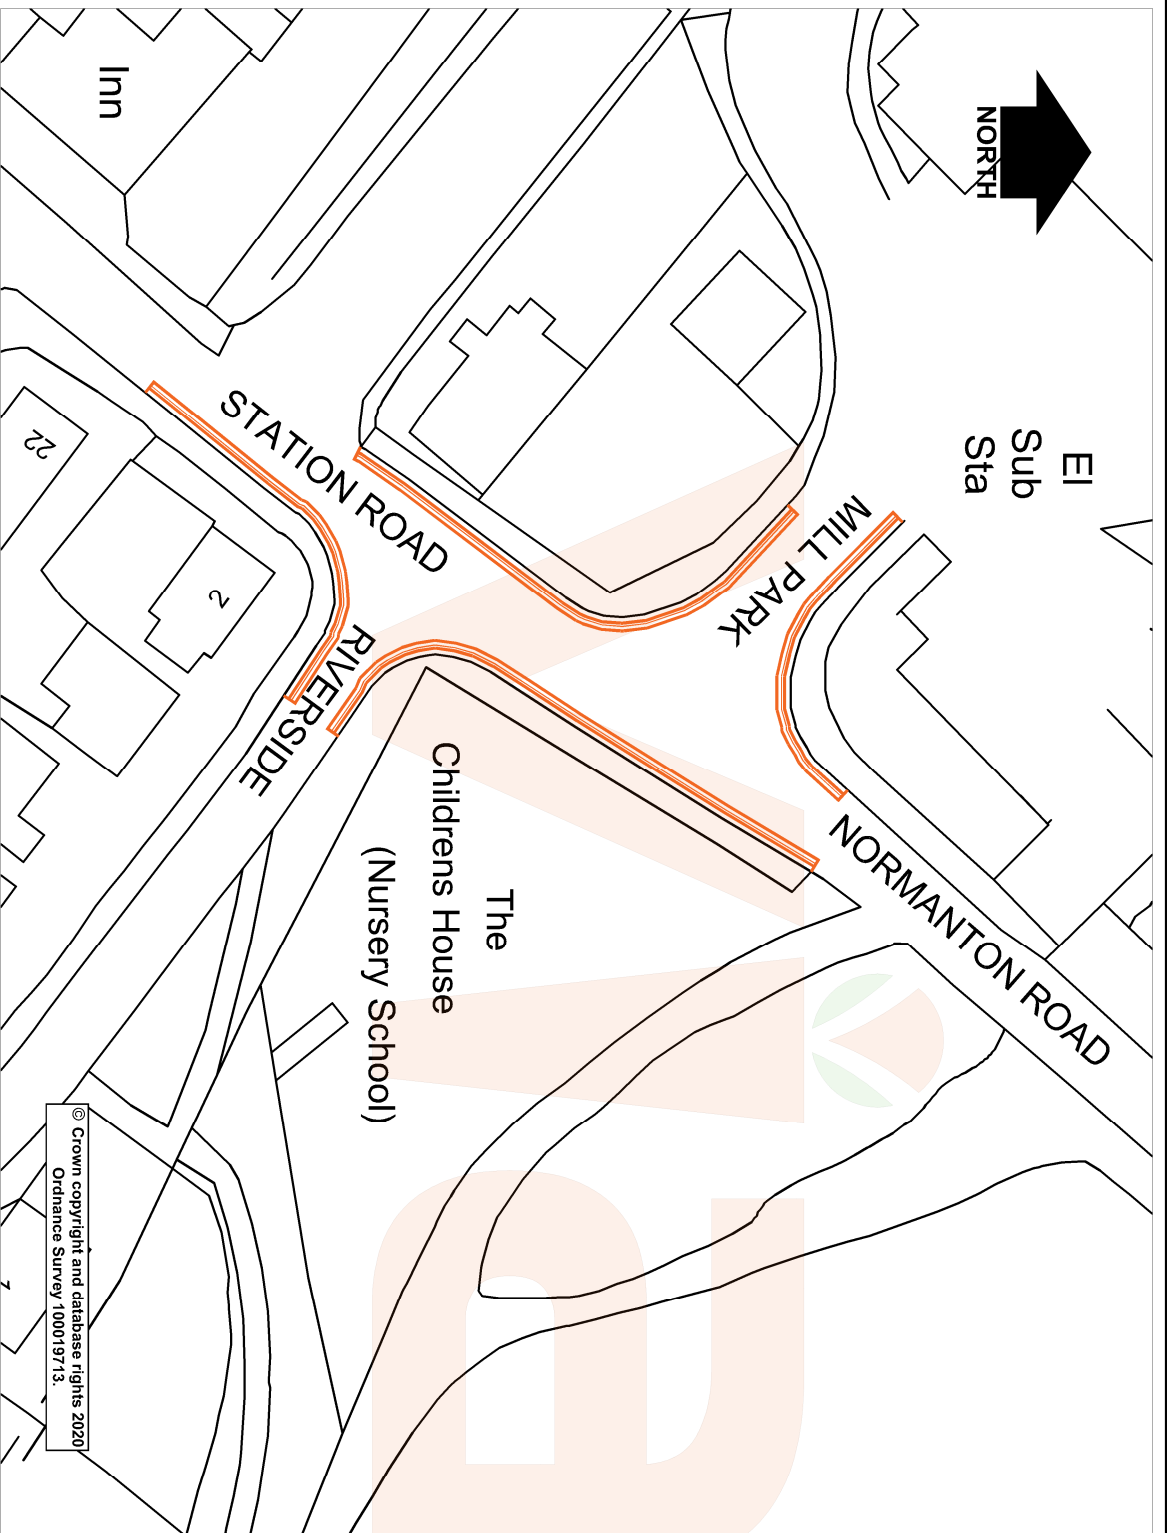 NORTH
El
Sub
Sta
Inn
MILL PARK
STATION ROAD
NORMANTON ROAD
RIVERSIDE
22
2
The
Childrens House
(Nursery School)
© Crown copyright and database rights 2020
Ordnance Survey 100019713.